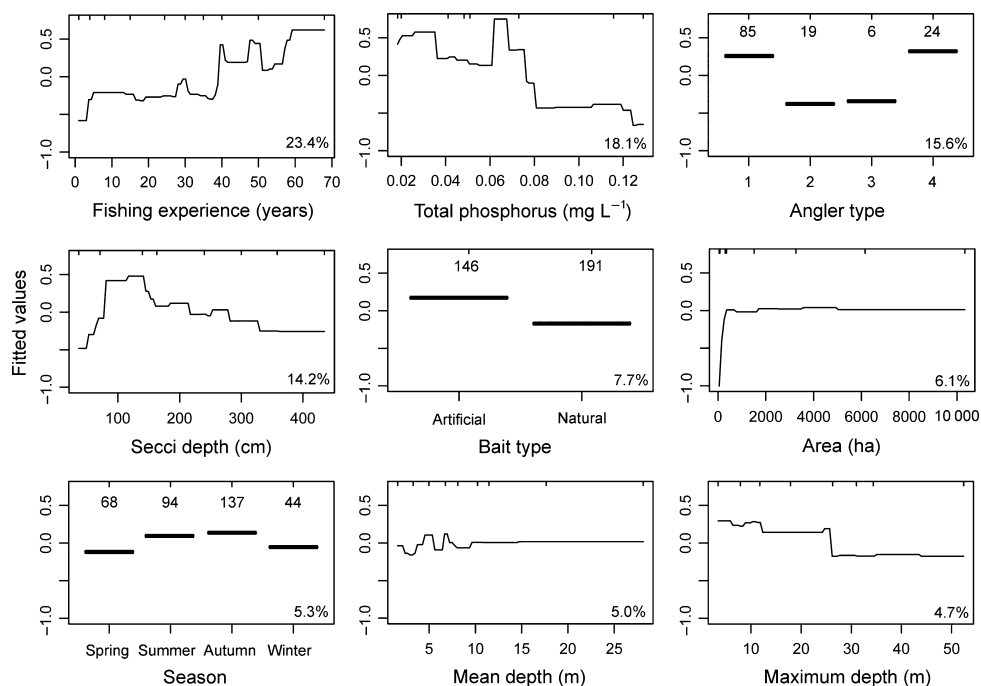 0.5
0.0
−1.0
23.4%
0 10 20 30 40 50 60 70
Fishing experience (years)
0.5
0.0
−1.0
18.1%
0.02 0.04 0.06 0.08 0.10 0.12
Total phosphorus (mg L−1)
0.5
0.0
−1.0
85 19 6 24
15.6%
1 2 3 4
Angler type
Fitted values
0.5
0.0
−1.0
14.2%
100 200 300 400
Secci depth (cm)
0.5
0.0
−1.0
146 191
7.7%
Artificial Natural
Bait type
0.5
0.0
−1.0
6.1%
0 2000 4000 6000 8000 10 000
Area (ha)
0.5
0.0
−1.0
68 94 137 44
5.3%
Spring Summer Autumn Winter
Season
0.5
0.0
−1.0
5.0%
5 10 15 20 25
Mean depth (m)
0.5
0.0
−1.0
4.7%
10 20 30 40 50
Maximum depth (m)